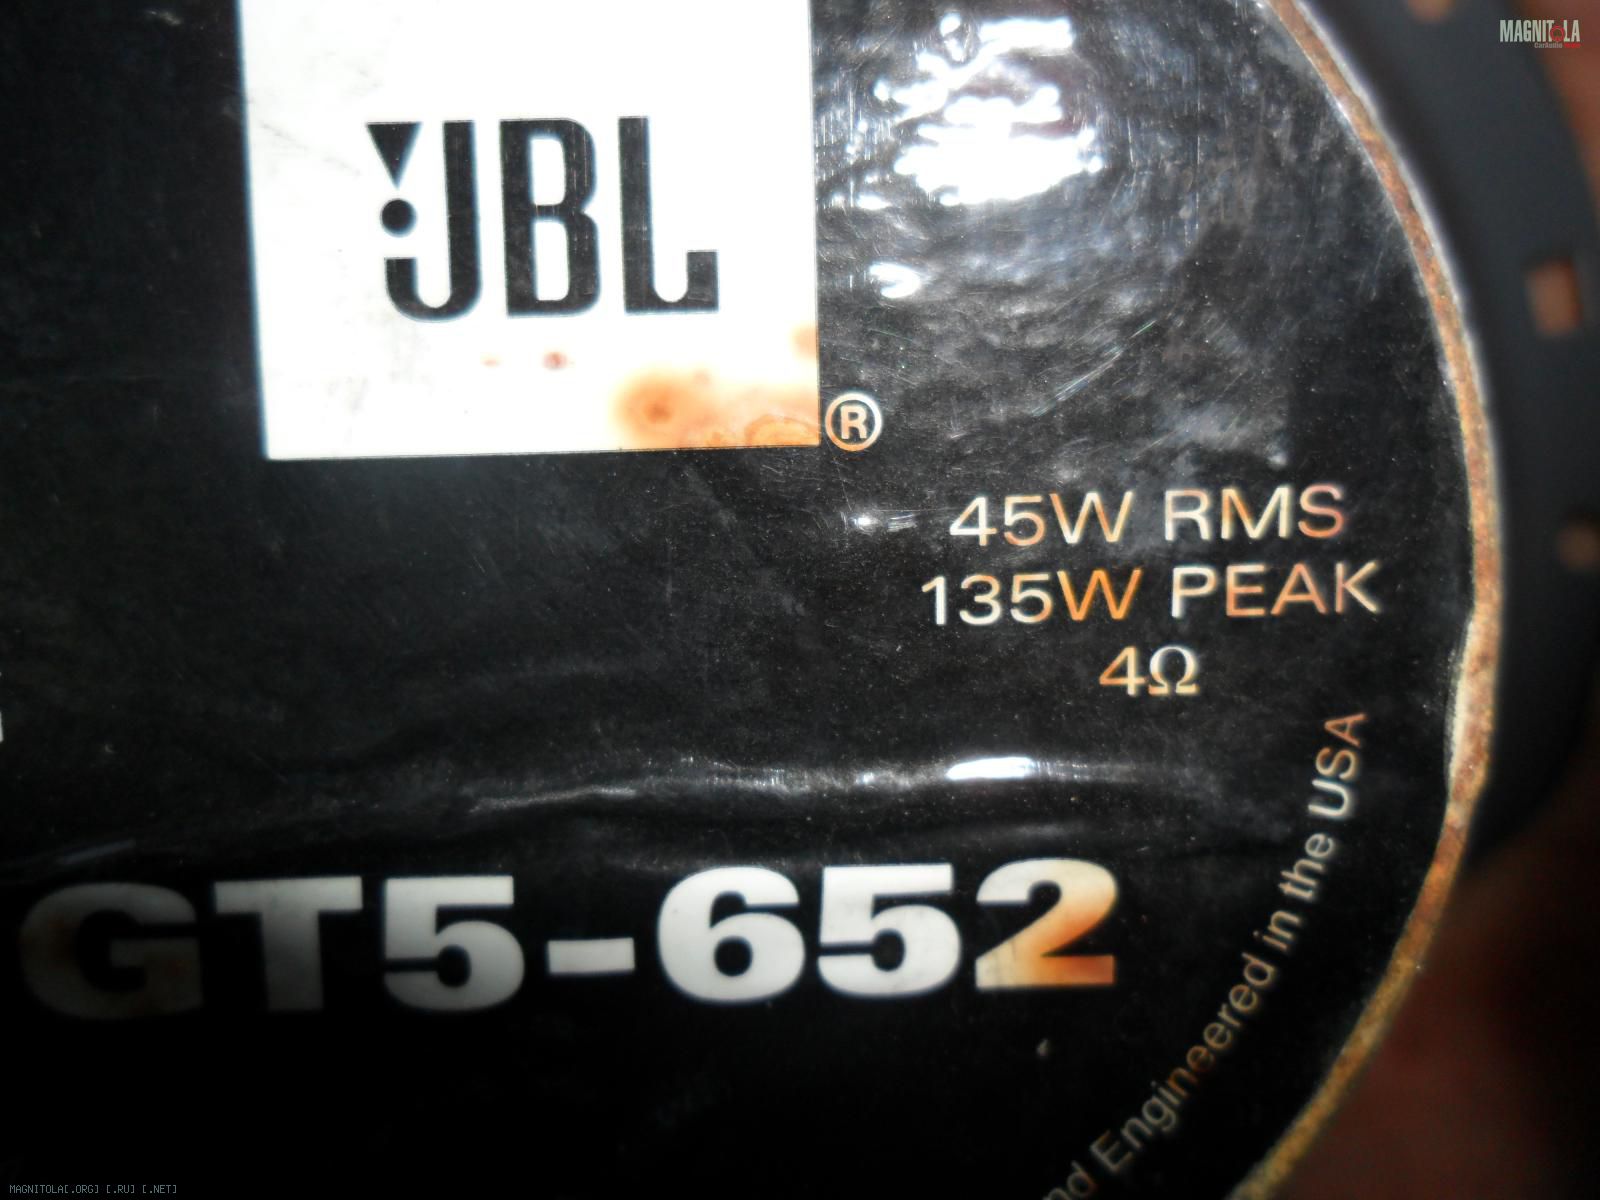 MAGNITOLA
JBL
®
45W RMS
135W PEAK
4Ω
GT5-652
Engineered in the USA
MAGNITOLA[.ORG] [.RU] [.NET]